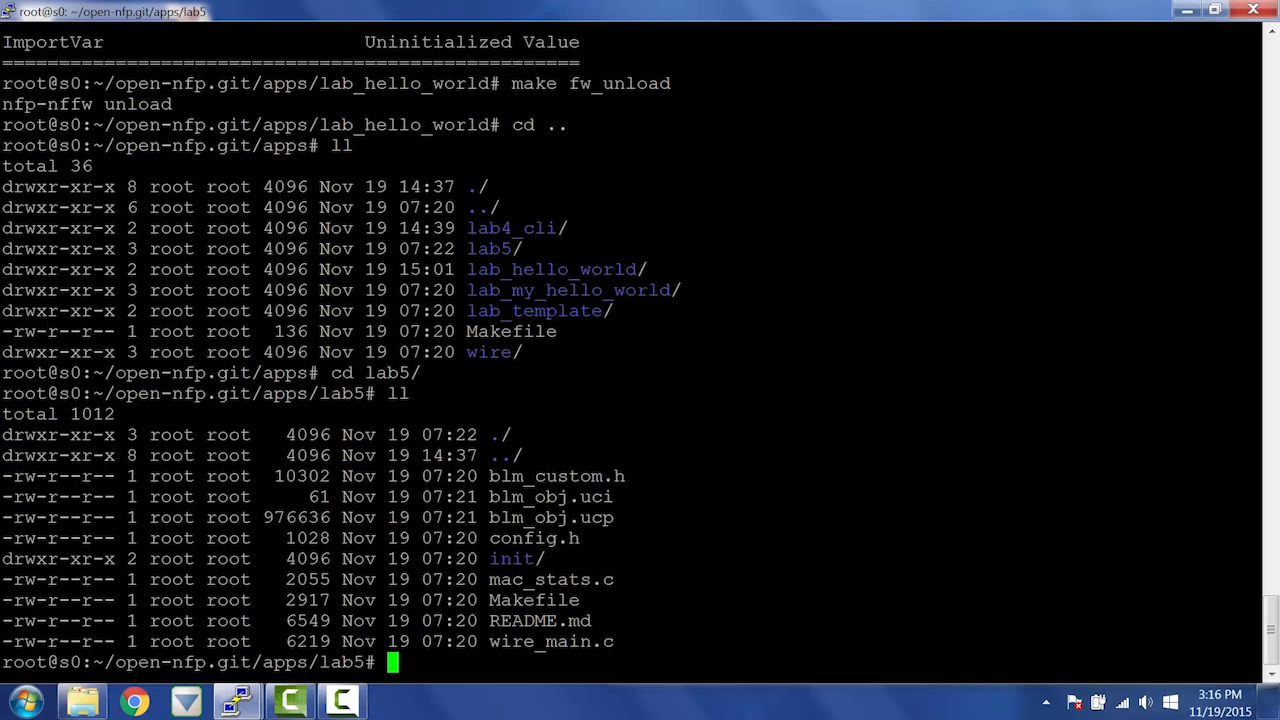 root@s0: ~/open-nfp.git/apps/lab5
ImportVar                       Uninitialized Value
===================================================
root@s0:~/open-nfp.git/apps/lab_hello_world# make fw_unload
nfp-nffw unload
root@s0:~/open-nfp.git/apps/lab_hello_world# cd ..
root@s0:~/open-nfp.git/apps# ll
total 36
drwxr-xr-x 8 root root 4096 Nov 19 14:37 ./
drwxr-xr-x 6 root root 4096 Nov 19 07:20 ../
drwxr-xr-x 2 root root 4096 Nov 19 14:39 lab4_cli/
drwxr-xr-x 3 root root 4096 Nov 19 07:22 lab5/
drwxr-xr-x 2 root root 4096 Nov 19 15:01 lab_hello_world/
drwxr-xr-x 3 root root 4096 Nov 19 07:20 lab_my_hello_world/
drwxr-xr-x 2 root root 4096 Nov 19 07:20 lab_template/
-rw-r--r-- 1 root root  136 Nov 19 07:20 Makefile
drwxr-xr-x 3 root root 4096 Nov 19 07:20 wire/
root@s0:~/open-nfp.git/apps# cd lab5/
root@s0:~/open-nfp.git/apps/lab5# ll
total 1012
drwxr-xr-x 3 root root   4096 Nov 19 07:22 ./
drwxr-xr-x 8 root root   4096 Nov 19 14:37 ../
-rw-r--r-- 1 root root  10302 Nov 19 07:20 blm_custom.h
-rw-r--r-- 1 root root     61 Nov 19 07:21 blm_obj.uci
-rw-r--r-- 1 root root 976636 Nov 19 07:21 blm_obj.ucp
-rw-r--r-- 1 root root   1028 Nov 19 07:20 config.h
drwxr-xr-x 2 root root   4096 Nov 19 07:20 init/
-rw-r--r-- 1 root root   2055 Nov 19 07:20 mac_stats.c
-rw-r--r-- 1 root root   2917 Nov 19 07:20 Makefile
-rw-r--r-- 1 root root   6549 Nov 19 07:20 README.md
-rw-r--r-- 1 root root   6219 Nov 19 07:20 wire_main.c
root@s0:~/open-nfp.git/apps/lab5#
3:16 PM
11/19/2015